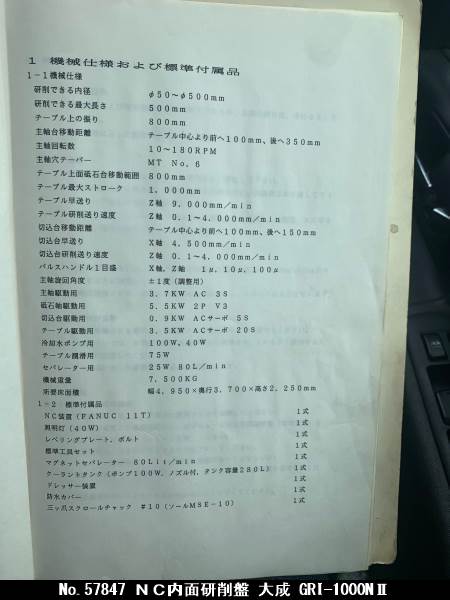 1 機械仕様および標準付属品
1-1機械仕様
研削できる内径 φ50~φ500mm
研削できる最大長さ 500mm
テーブル上の振り 800mm
主軸台移動距離 テーブル中心より前へ100mm、後へ350mm
主軸回転数 10~180RPM
主軸穴テーパー MT No.6
テーブル上面砥石台移動範囲 800mm
テーブル最大ストローク 1,000mm
テーブル早送り Z軸 9,000mm/min
テーブル研削送り速度 Z軸 0.1~4,000mm/min
切込台移動距離 テーブル中心より前へ100mm、後へ150mm
切込台早送り X軸 4,500mm/min
切込台研削送り速度 Z軸 0.1~4,000mm/min
パルスハンドル1目盛 X軸,Z軸 1μ,10μ,100μ
主軸旋回角度 ±1度(調整用)
主軸駆動用 3.7KW AC 3S
砥石軸駆動用 5.5KW 2P V3
切込台駆動用 0.9KW ACサーボ 5S
テーブル駆動用 3.5KW ACサーボ 20S
冷却水ポンプ用 100W,40W
テーブル潤滑用 75W
セパレーター用 25W 80L/min
機械重量 7,500KG
所要床面積 幅4,950×奥行3,700×高さ2,250mm
1-2 標準付属品
NC装置(FANUC 11T) 1式
照明灯(40W) 1式
レベリングプレート、ボルト 1式
標準工具セット 1式
マグネットセパレーター 80Lit/min 1式
クーラントタンク(ポンプ100W,ノズル付,タンク容量280L) 1式
ドレッサー装置 1式
防水カバー 1式
三ッ爪スクロールチャック #10(ソールMSE-10) 1式
No.57847 NC内面研削盤 大成 GRI-1000NⅡ